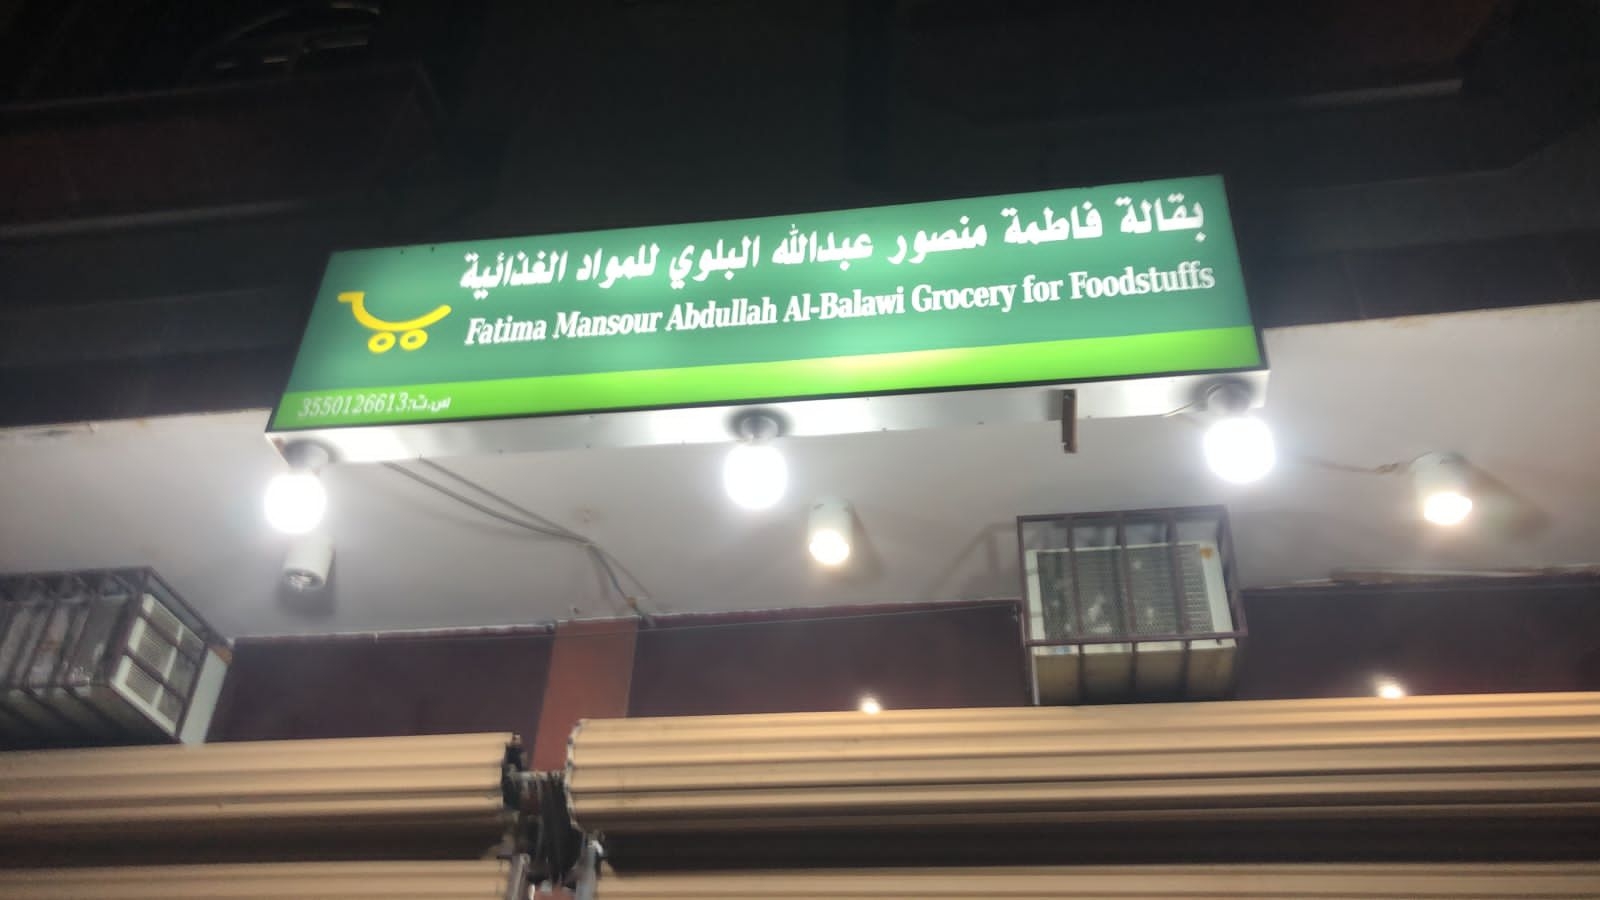 بقالة فاطمة منصور عبدالله البلوي للمواد الغذائية
Fatima Mansour Abdullah Al-Balawi Grocery for Foodstuffs
س.ت:3550126613